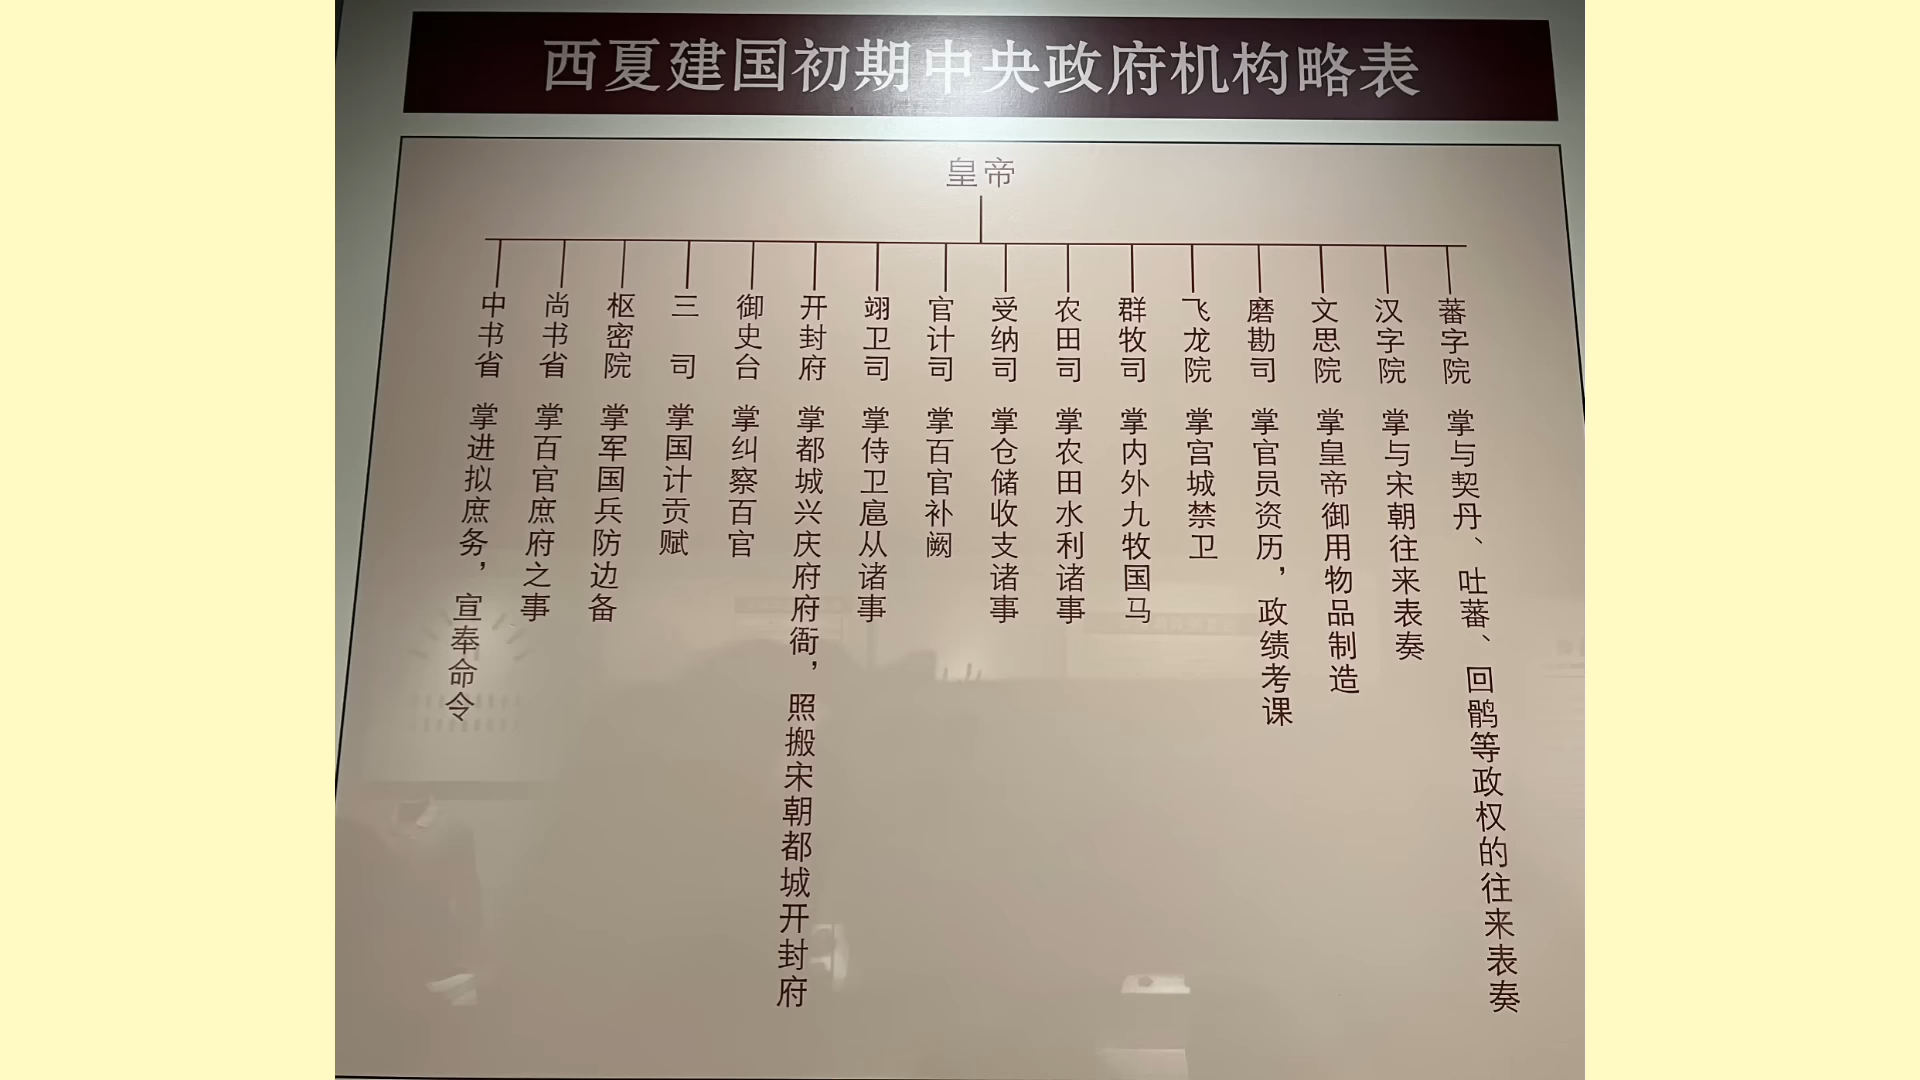 西夏建国初期中央政府机构略表
皇帝
中书省 掌进拟庶务，宣奉命令
尚书省 掌百官庶府之事
枢密院 掌军国兵防边备
三司 掌国计贡赋
御史台 掌纠察百官
开封府 掌都城兴庆府府衙，照搬宋朝都城开封府
翊卫司 掌侍卫扈从诸事
官计司 掌百官补阙
受纳司 掌仓储收支诸事
农田司 掌农田水利诸事
群牧司 掌内外九牧国马
飞龙院 掌宫城禁卫
磨勘司 掌官员资历，政绩考课
文思院 掌皇帝御用物品制造
汉字院 掌与宋朝往来表奏
蕃字院 掌与契丹、吐蕃、回鹘等政权的往来表奏